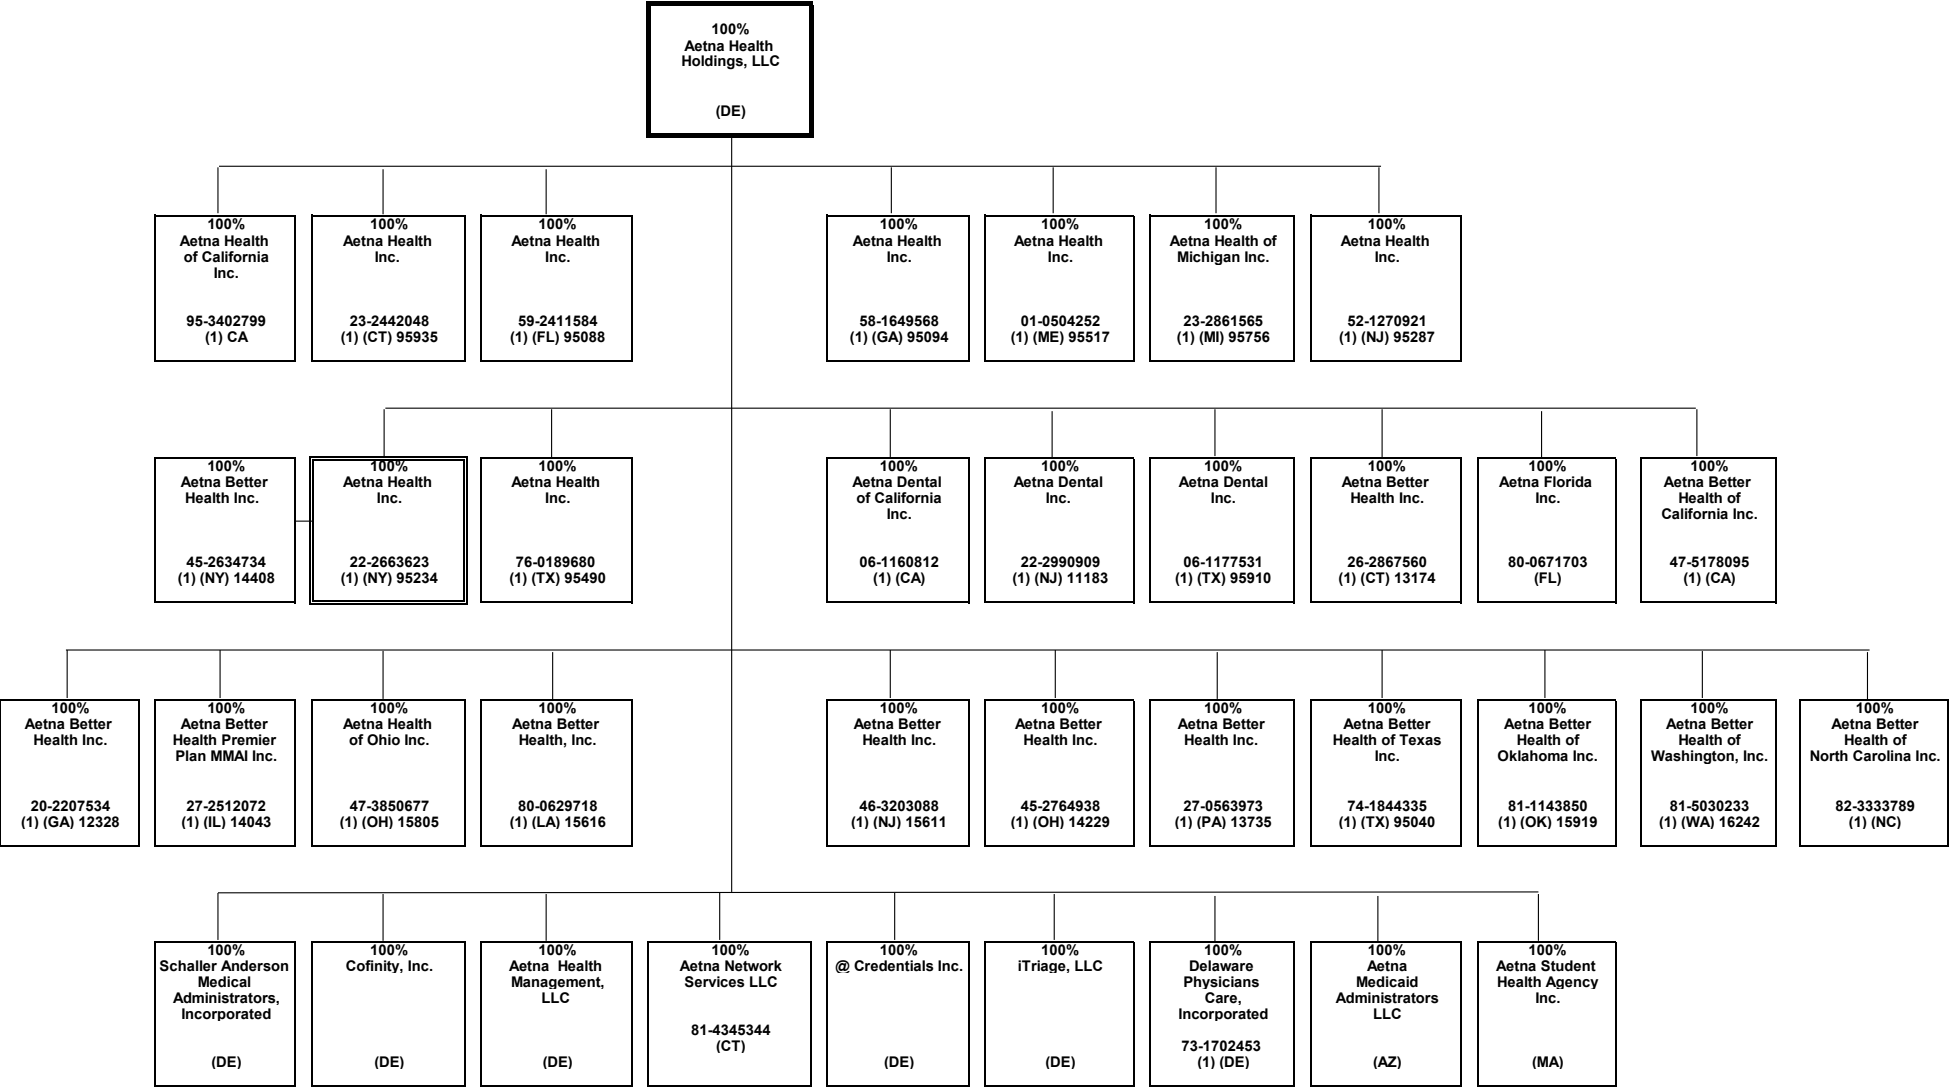 100%
Aetna Health
Holdings, LLC
(DE)
100%
Aetna Health
of California
Inc.
95-3402799
(1) CA
100%
Aetna Health
Inc.
23-2442048
(1) (CT) 95935
100%
Aetna Health
Inc.
59-2411584
(1) (FL) 95088
100%
Aetna Health
Inc.
58-1649568
(1) (GA) 95094
100%
Aetna Health
Inc.
01-0504252
(1) (ME) 95517
100%
Aetna Health of
Michigan Inc.
23-2861565
(1) (MI) 95756
100%
Aetna Health
Inc.
52-1270921
(1) (NJ) 95287
100%
Aetna Better
Health Inc.
45-2634734
(1) (NY) 14408
100%
Aetna Health
Inc.
22-2663623
(1) (NY) 95234
100%
Aetna Health
Inc.
76-0189680
(1) (TX) 95490
100%
Aetna Dental
of California
Inc.
06-1160812
(1) (CA)
100%
Aetna Dental
Inc.
22-2990909
(1) (NJ) 11183
100%
Aetna Dental
Inc.
06-1177531
(1) (TX) 95910
100%
Aetna Better
Health Inc.
26-2867560
(1) (CT) 13174
100%
Aetna Florida
Inc.
80-0671703
(FL)
100%
Aetna Better
Health of
California Inc.
47-5178095
(1) (CA)
100%
Aetna Better
Health Inc.
20-2207534
(1) (GA) 12328
100%
Aetna Better
Health Premier
Plan MMAI Inc.
27-2512072
(1) (IL) 14043
100%
Aetna Health
of Ohio Inc.
47-3850677
(1) (OH) 15805
100%
Aetna Better
Health, Inc.
80-0629718
(1) (LA) 15616
100%
Aetna Better
Health Inc.
46-3203088
(1) (NJ) 15611
100%
Aetna Better
Health Inc.
45-2764938
(1) (OH) 14229
100%
Aetna Better
Health Inc.
27-0563973
(1) (PA) 13735
100%
Aetna Better
Health of Texas
Inc.
74-1844335
(1) (TX) 95040
100%
Aetna Better
Health of
Oklahoma Inc.
81-1143850
(1) (OK) 15919
100%
Aetna Better
Health of
Washington, Inc.
81-5030233
(1) (WA) 16242
100%
Aetna Better
Health of
North Carolina Inc.
82-3333789
(1) (NC)
100%
Schaller Anderson
Medical
Administrators,
Incorporated
(DE)
100%
Cofinity, Inc.
(DE)
100%
Aetna  Health
Management,
LLC
(DE)
100%
Aetna Network
Services LLC
81-4345344
(CT)
100%
@ Credentials Inc.
(DE)
100%
iTriage, LLC
(DE)
100%
Delaware
Physicians
Care,
Incorporated
73-1702453
(1) (DE)
100%
Aetna
Medicaid
Administrators
LLC
(AZ)
100%
Aetna Student
Health Agency
Inc.
(MA)